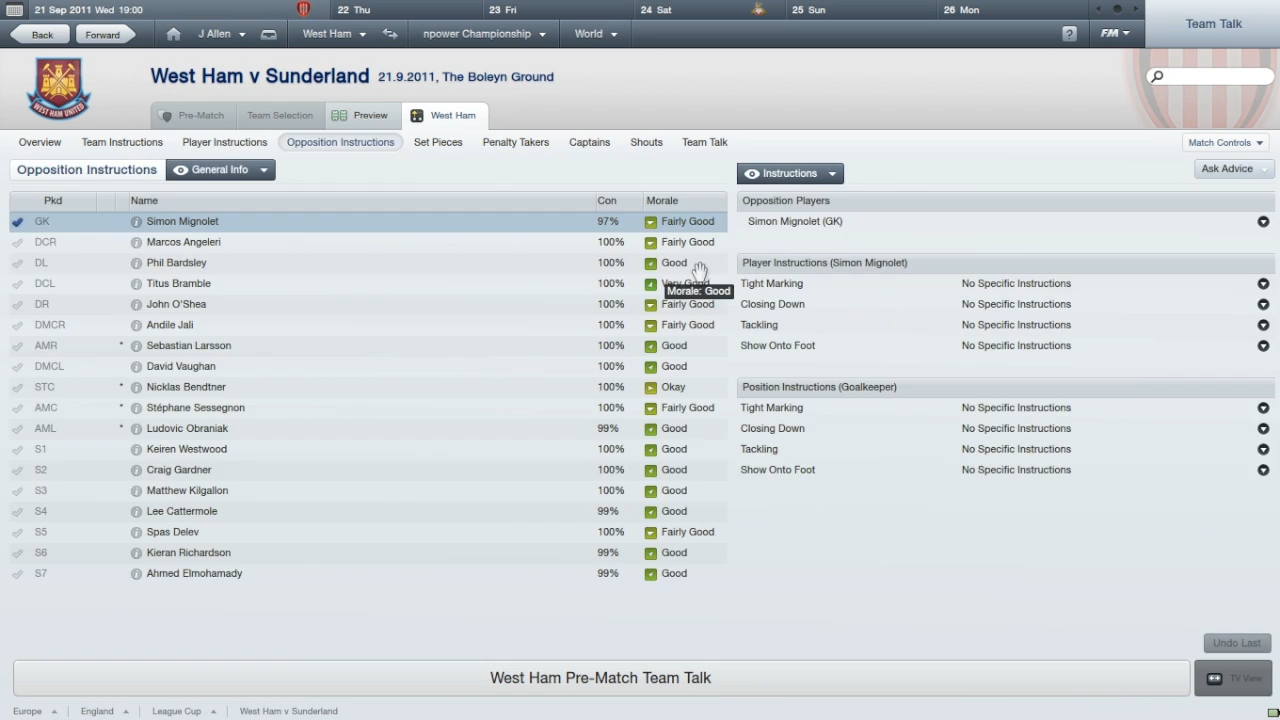 21 Sep 2011 Wed 19:00 22 Thu 23 Fri 24 Sat 25 Sun 26 Mon
Back Forward J Allen West Ham npower Championship World ? FM Team Talk
WEST HAM UNITED
West Ham v Sunderland 21.9.2011, The Boleyn Ground
Pre-Match Team Selection Preview West Ham
Overview Team Instructions Player Instructions Opposition Instructions Set Pieces Penalty Takers Captains Shouts Team Talk Match Controls
Opposition Instructions General Info Instructions Ask Advice
Pkd Name Con Morale Opposition Players
GK Simon Mignolet 97% Fairly Good Simon Mignolet (GK)
DCR Marcos Angeleri 100% Fairly Good
DL Phil Bardsley 100% Good Player Instructions (Simon Mignolet)
DCL Titus Bramble 100% Very Good Tight Marking No Specific Instructions
Morale: Good
DR John O'Shea 100% Fairly Good Closing Down No Specific Instructions
DMCR Andile Jali 100% Fairly Good Tackling No Specific Instructions
AMR * Sebastian Larsson 100% Good Show Onto Foot No Specific Instructions
DMCL David Vaughan 100% Good
STC * Nicklas Bendtner 100% Okay Position Instructions (Goalkeeper)
AMC * Stéphane Sessegnon 100% Fairly Good Tight Marking No Specific Instructions
AML * Ludovic Obraniak 99% Good Closing Down No Specific Instructions
S1 Keiren Westwood 100% Good Tackling No Specific Instructions
S2 Craig Gardner 100% Good Show Onto Foot No Specific Instructions
S3 Matthew Kilgallon 100% Good
S4 Lee Cattermole 99% Good
S5 Spas Delev 100% Fairly Good
S6 Kieran Richardson 99% Good
S7 Ahmed Elmohamady 99% Good
Undo Last
West Ham Pre-Match Team Talk TV View
Europe England League Cup West Ham v Sunderland